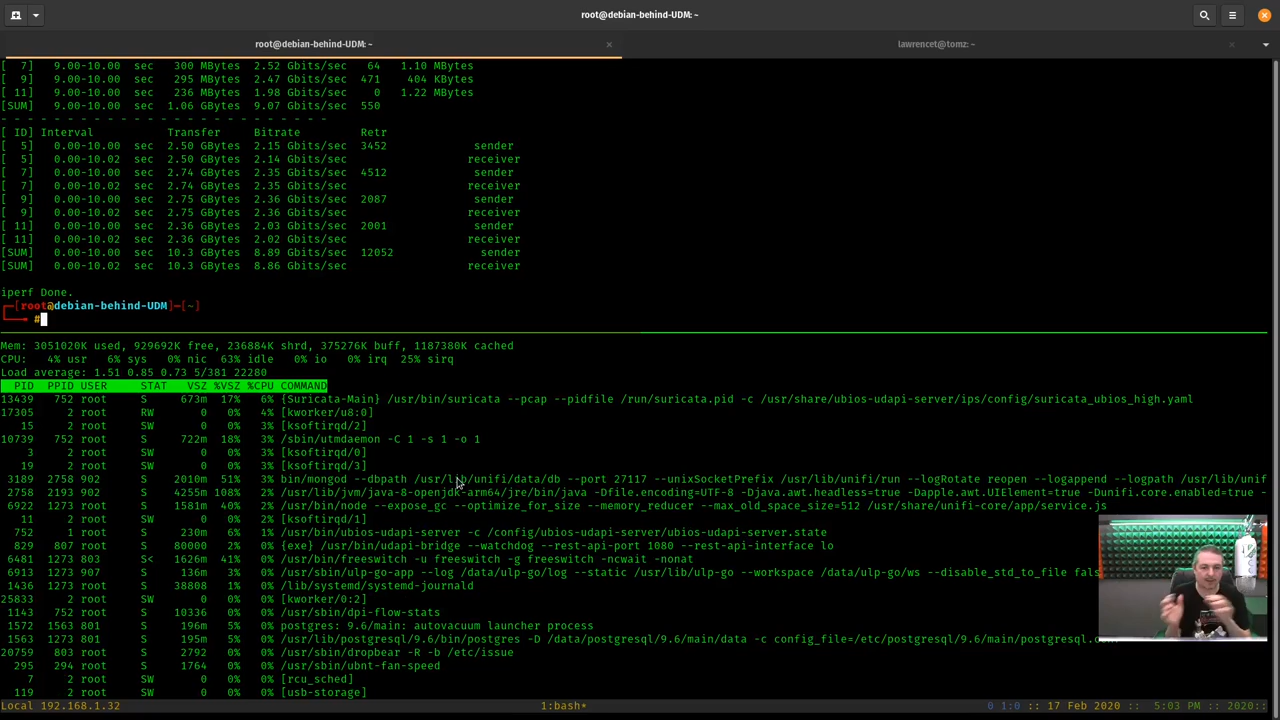 root@debian-behind-UDM: ~
root@debian-behind-UDM: ~ × lawrencet@tomz: ~ ×
[ 7] 9.00-10.00 sec 300 MBytes 2.52 Gbits/sec 64 1.10 MBytes
[ 9] 9.00-10.00 sec 295 MBytes 2.47 Gbits/sec 471 404 KBytes
[ 11] 9.00-10.00 sec 236 MBytes 1.98 Gbits/sec 0 1.22 MBytes
[SUM] 9.00-10.00 sec 1.06 GBytes 9.07 Gbits/sec 550
- - - - - - - - - - - - - - - - - - - - - - - - -
[ ID] Interval Transfer Bitrate Retr
[ 5] 0.00-10.00 sec 2.50 GBytes 2.15 Gbits/sec 3452 sender
[ 5] 0.00-10.02 sec 2.50 GBytes 2.14 Gbits/sec receiver
[ 7] 0.00-10.00 sec 2.74 GBytes 2.35 Gbits/sec 4512 sender
[ 7] 0.00-10.02 sec 2.74 GBytes 2.35 Gbits/sec receiver
[ 9] 0.00-10.00 sec 2.75 GBytes 2.36 Gbits/sec 2087 sender
[ 9] 0.00-10.02 sec 2.75 GBytes 2.36 Gbits/sec receiver
[ 11] 0.00-10.00 sec 2.36 GBytes 2.03 Gbits/sec 2001 sender
[ 11] 0.00-10.02 sec 2.36 GBytes 2.02 Gbits/sec receiver
[SUM] 0.00-10.00 sec 10.3 GBytes 8.89 Gbits/sec 12052 sender
[SUM] 0.00-10.02 sec 10.3 GBytes 8.86 Gbits/sec receiver
iperf Done.
┌─[root@debian-behind-UDM]─[~]
└──╼ #
Mem: 3051020K used, 929692K free, 236884K shrd, 375276K buff, 1187380K cached
CPU: 4% usr 6% sys 0% nic 63% idle 0% io 0% irq 25% sirq
Load average: 1.51 0.85 0.73 5/381 22280
PID PPID USER STAT VSZ %VSZ %CPU COMMAND
13439 752 root S 673m 17% 6% {Suricata-Main} /usr/bin/suricata --pcap --pidfile /run/suricata.pid -c /usr/share/ubios-udapi-server/ips/config/suricata_ubios_high.yaml
17305 2 root RW 0 0% 4% [kworker/u8:0]
15 2 root SW 0 0% 3% [ksoftirqd/2]
10739 752 root S 722m 18% 3% /sbin/utmdaemon -C 1 -s 1 -o 1
3 2 root SW 0 0% 3% [ksoftirqd/0]
19 2 root SW 0 0% 3% [ksoftirqd/3]
3189 2758 902 S 2010m 51% 3% bin/mongod --dbpath /usr/lib/unifi/data/db --port 27117 --unixSocketPrefix /usr/lib/unifi/run --logRotate reopen --logappend --logpath /usr/lib/unif
2758 2193 902 S 4255m 108% 2% /usr/lib/jvm/java-8-openjdk-arm64/jre/bin/java -Dfile.encoding=UTF-8 -Djava.awt.headless=true -Dapple.awt.UIElement=true -Dunifi.core.enabled=true -
6922 1273 root S 1581m 40% 2% /usr/bin/node --expose_gc --optimize_for_size --memory_reducer --max_old_space_size=512 /usr/share/unifi-core/app/service.js
11 2 root SW 0 0% 2% [ksoftirqd/1]
752 1 root S 230m 6% 1% /usr/bin/ubios-udapi-server -c /config/ubios-udapi-server/ubios-udapi-server.state
829 807 root S 80000 2% 0% {exe} /usr/bin/udapi-bridge --watchdog --rest-api-port 1080 --rest-api-interface lo
6481 1273 803 S< 1626m 41% 0% /usr/bin/freeswitch -u freeswitch -g freeswitch -ncwait -nonat
6913 1273 907 S 136m 3% 0% /usr/sbin/ulp-go-app --log /data/ulp-go/log --static /usr/lib/ulp-go --workspace /data/ulp-go/ws --disable_std_to_file fals
1436 1273 root S 38808 1% 0% /lib/systemd/systemd-journald
25833 2 root SW 0 0% 0% [kworker/0:2]
1143 752 root S 10336 0% 0% /usr/sbin/dpi-flow-stats
1572 1563 801 S 196m 5% 0% postgres: 9.6/main: autovacuum launcher process
1563 1273 801 S 195m 5% 0% /usr/lib/postgresql/9.6/bin/postgres -D /data/postgresql/9.6/main/data -c config_file=/etc/postgresql/9.6/main/postgresql.
20759 803 root S 2792 0% 0% /usr/sbin/dropbear -R -b /etc/issue
295 294 root S 1764 0% 0% /usr/sbin/ubnt-fan-speed
7 2 root SW 0 0% 0% [rcu_sched]
119 2 root SW 0 0% 0% [usb-storage]
Local 192.168.1.32 1:bash* 0 1:0 :: 17 Feb 2020 :: 5:03 PM :: 2020::